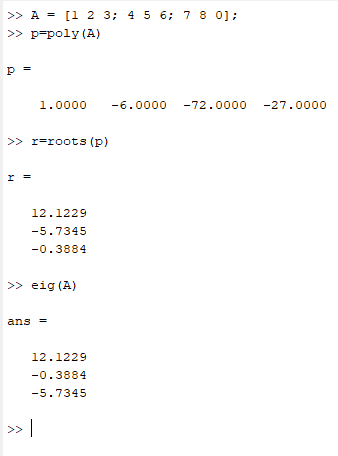 >> A = [1 2 3; 4 5 6; 7 8 0];
>> p=poly(A)
p =
1.0000 -6.0000 -72.0000 -27.0000
>> r=roots(p)
r =
12.1229
-5.7345
-0.3884
>> eig(A)
ans =
12.1229
-0.3884
-5.7345
>>